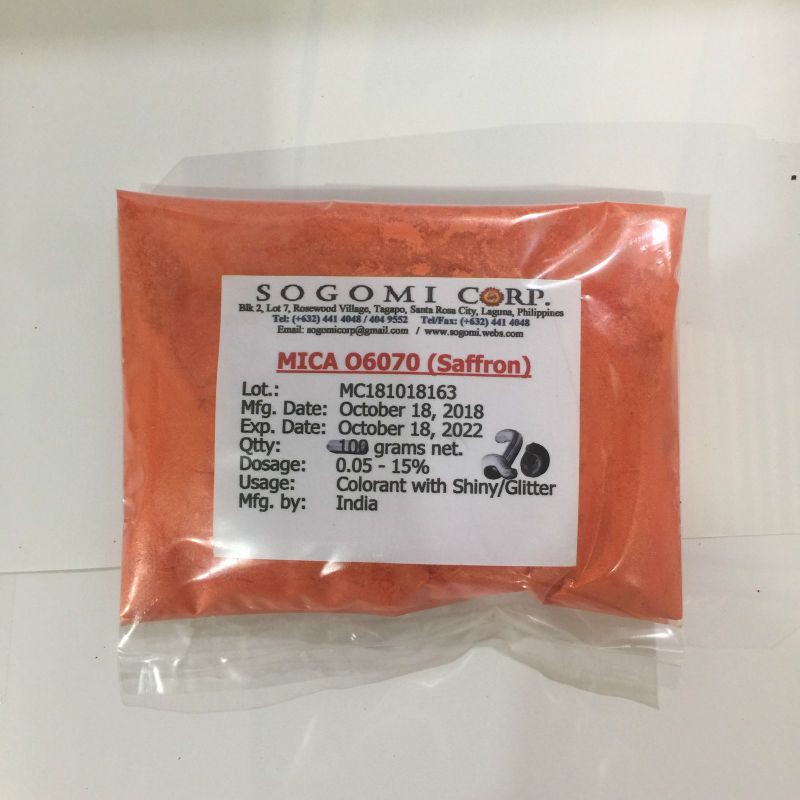 SOGOMI CORP.
Blk 2, Lot 7, Rosewood Village, Tagapo, Santa Rosa City, Laguna, Philippines
Tel: (+632) 441 4048 / 404 9552 Tel/Fax: (+632) 441 4048
Email: sogomicorp@gmail.com / www.sogomi.webs.com
MICA O6070 (Saffron)
Lot.: MC181018163
Mfg. Date: October 18, 2018
Exp. Date: October 18, 2022
Qtty: 100 grams net. 20
Dosage: 0.05 - 15%
Usage: Colorant with Shiny/Glitter
Mfg. by: India